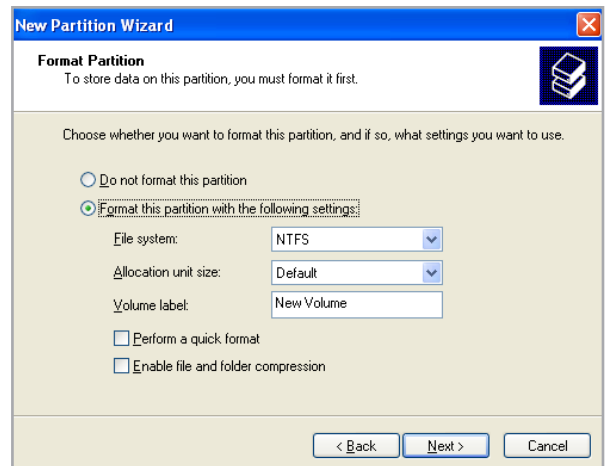 New Partition Wizard
Format Partition
To store data on this partition, you must format it first.
Choose whether you want to format this partition, and if so, what settings you want to use.
Do not format this partition
Format this partition with the following settings:
File system: NTFS
Allocation unit size: Default
Volume label: New Volume
Perform a quick format
Enable file and folder compression
< Back Next > Cancel